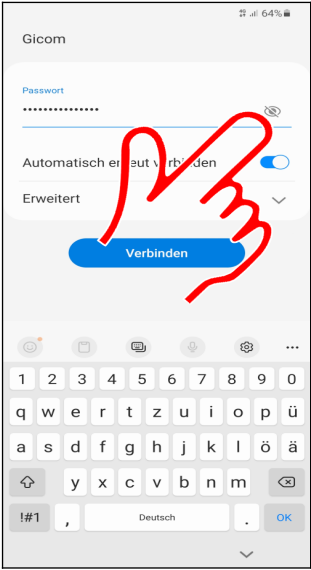 64%
Gicom
Passwort
•••••••••••••••
Automatisch erneut verbinden
Erweitert
Verbinden
1 2 3 4 5 6 7 8 9 0
q w e r t z u i o p ü
a s d f g h j k l ö ä
y x c v b n m
!#1 , Deutsch . OK